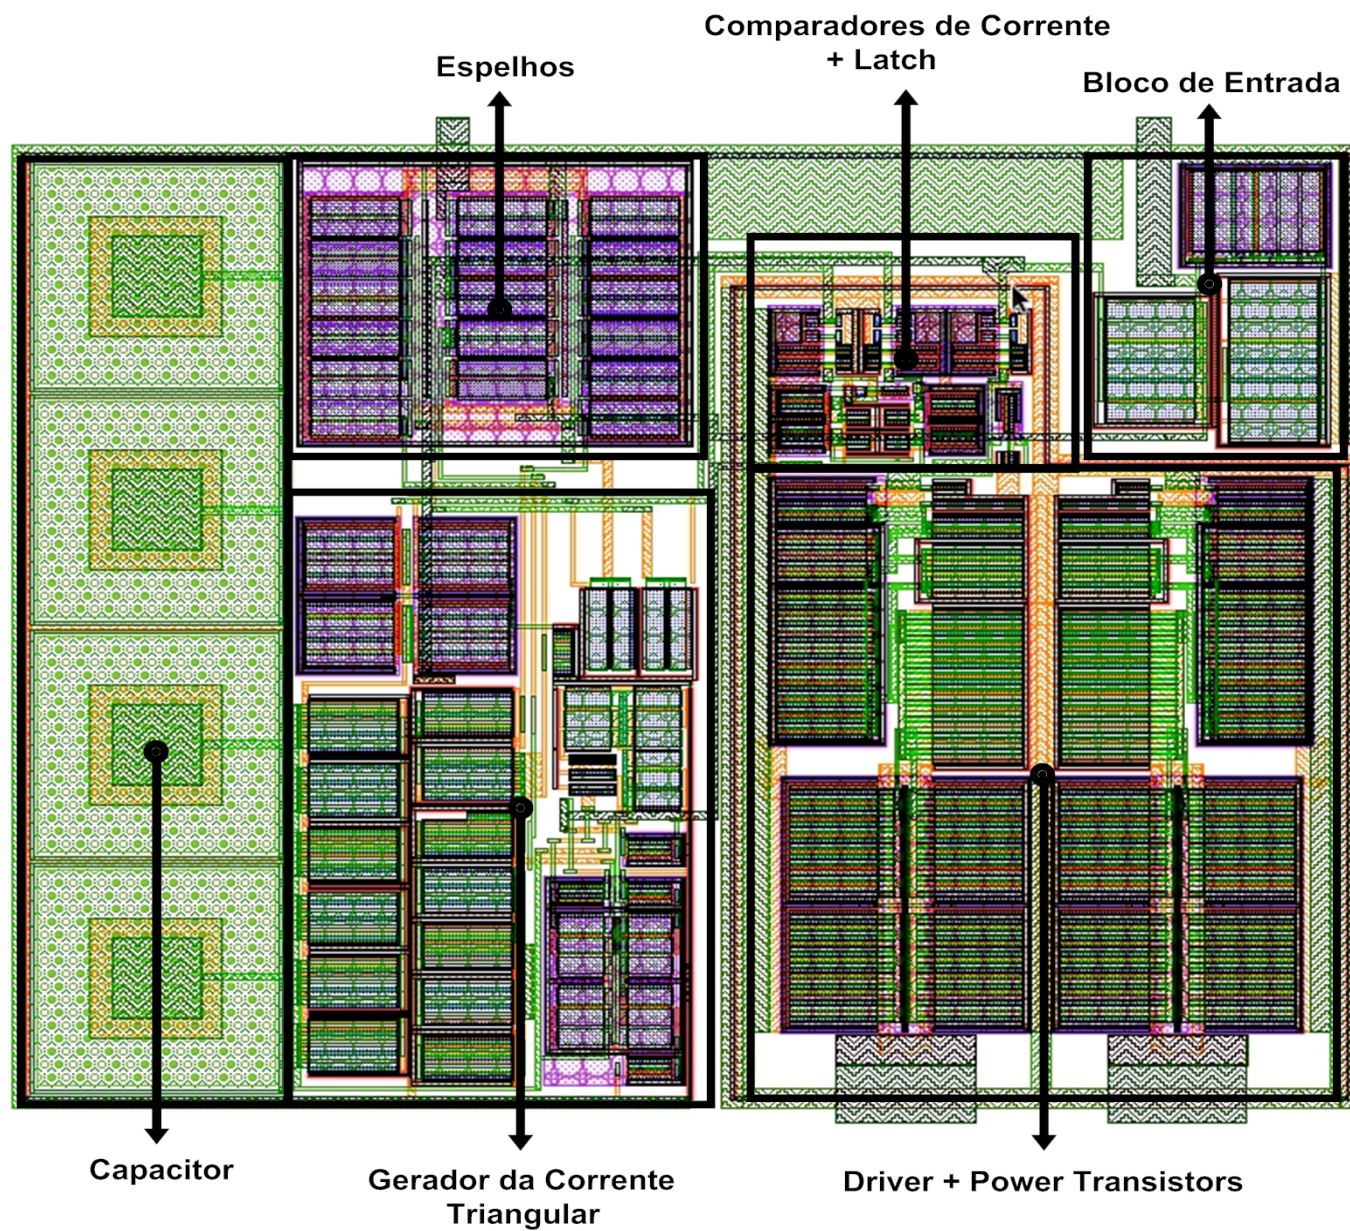 Comparadores de Corrente
+ Latch
Espelhos
Bloco de Entrada
Capacitor
Gerador da Corrente
Triangular
Driver + Power Transistors